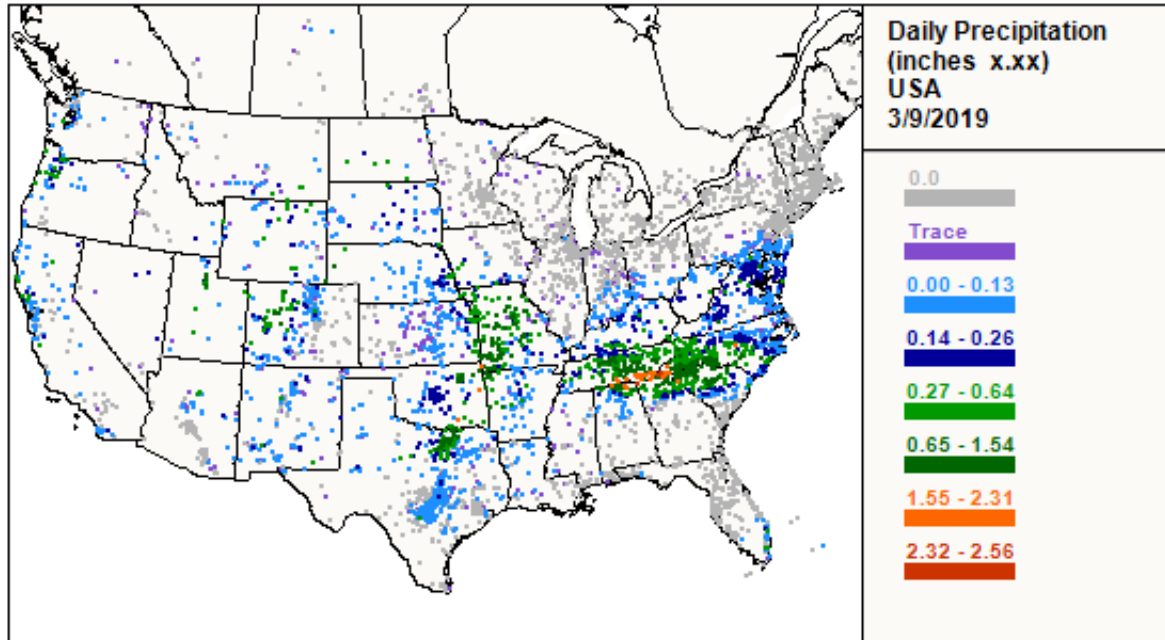 Daily Precipitation
(inches x.xx)
USA
3/9/2019
0.0
Trace
0.00 - 0.13
0.14 - 0.26
0.27 - 0.64
0.65 - 1.54
1.55 - 2.31
2.32 - 2.56